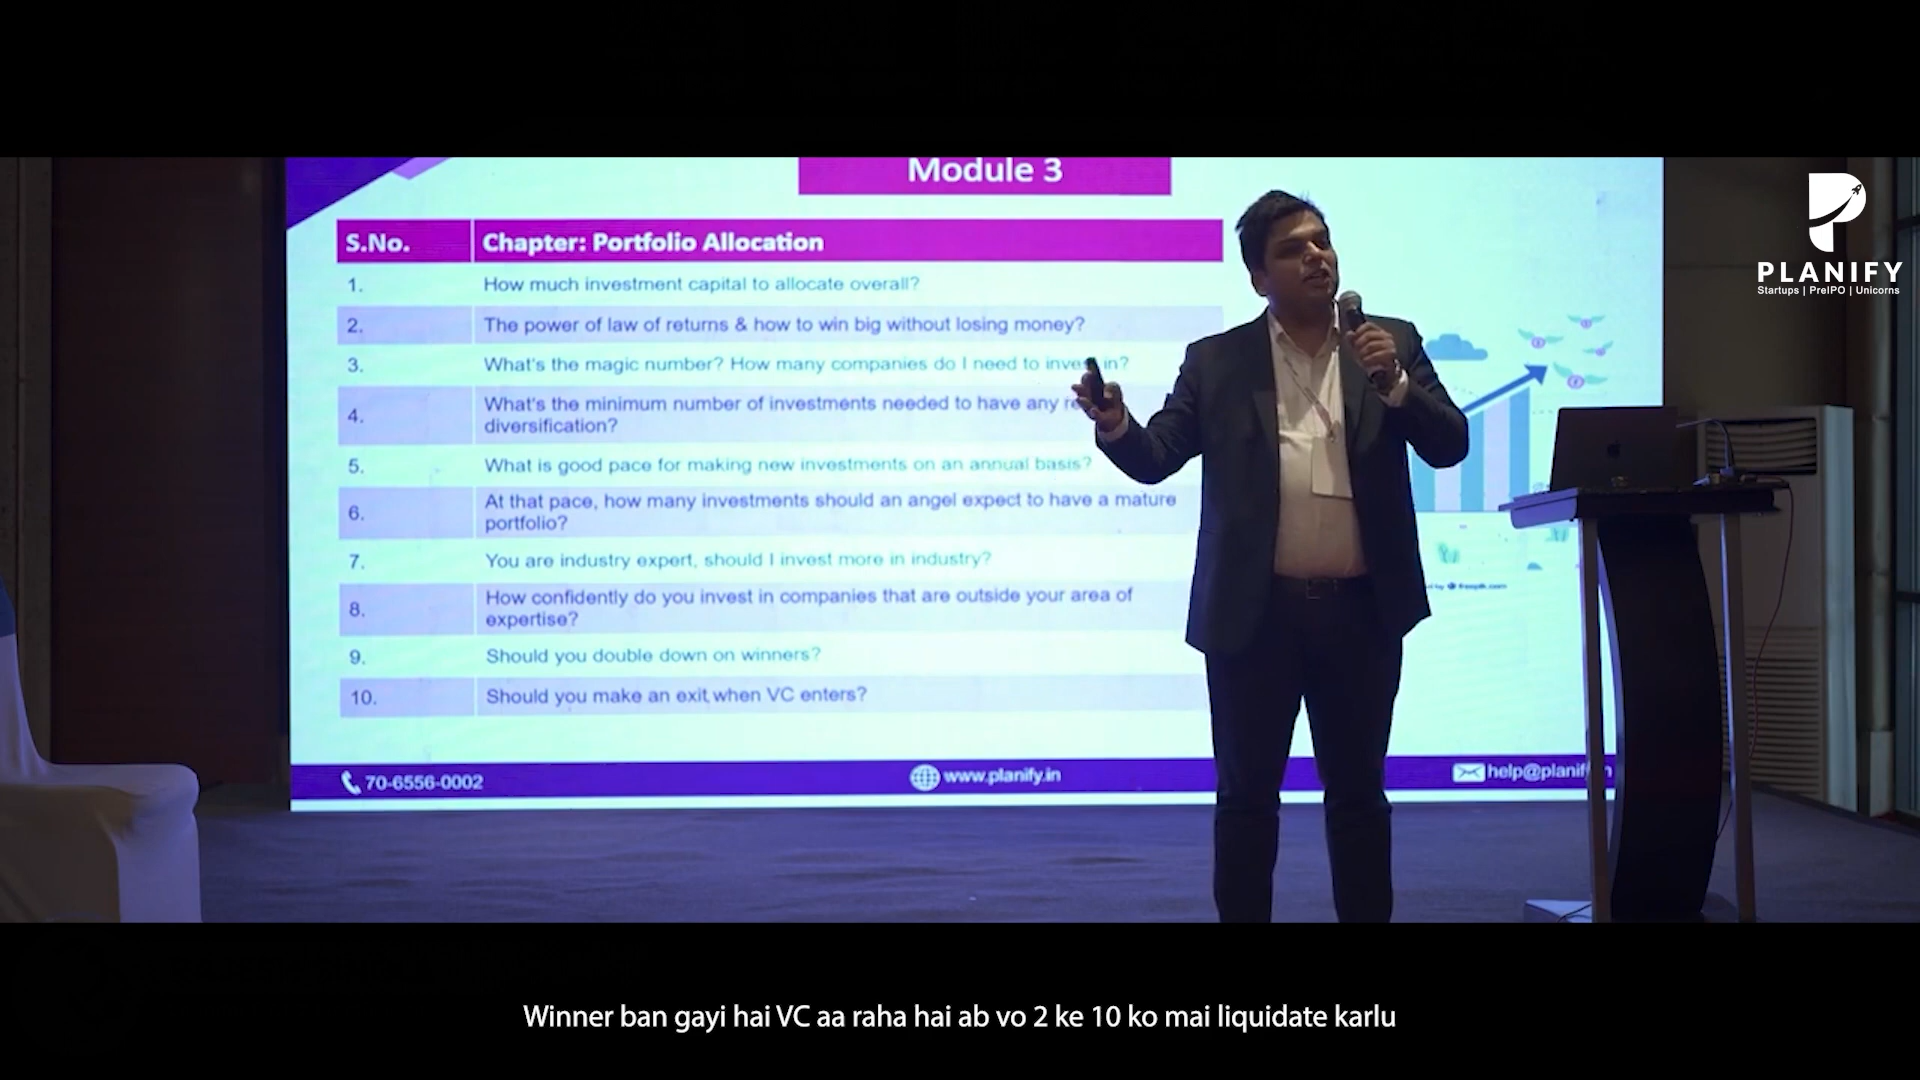 Module 3
S.No. Chapter: Portfolio Allocation
1. How much investment capital to allocate overall?
2. The power of law of returns & how to win big without losing money?
3. What's the magic number? How many companies do I need to invest in?
4. What's the minimum number of investments needed to have any
diversification?
5. What is good pace for making new investments on an annual basis?
6. At that pace, how many investments should an angel expect to have a mature
portfolio?
7. You are industry expert, should I invest more in industry?
8. How confidently do you invest in companies that are outside your area of
expertise?
9. Should you double down on winners?
10. Should you make an exit when VC enters?
70-6556-0002
www.planify.in
help@planify.in
PLANIFY
Startups | PreIPO | Unicorns
Winner ban gayi hai VC aa raha hai ab vo 2 ke 10 ko mai liquidate karlu